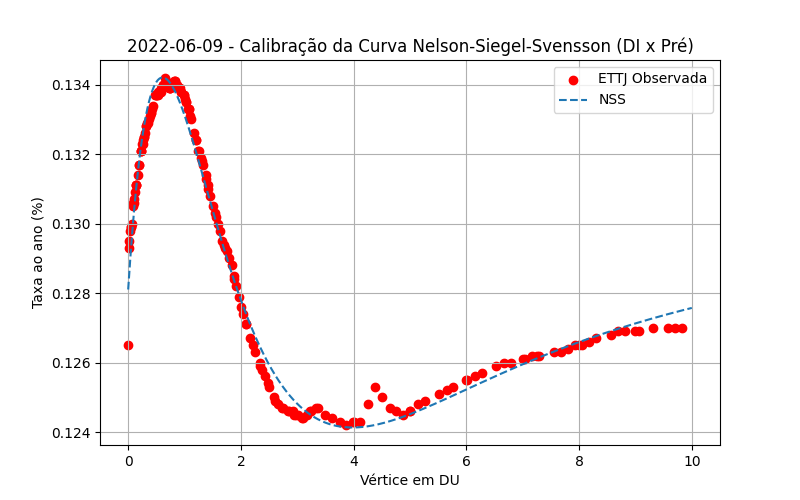 2022-06-09 - Calibração da Curva Nelson-Siegel-Svensson (DI x Pré)
ETTJ Observada
NSS
Taxa ao ano (%)
0.134
0.132
0.130
0.128
0.126
0.124
0 2 4 6 8 10
Vértice em DU